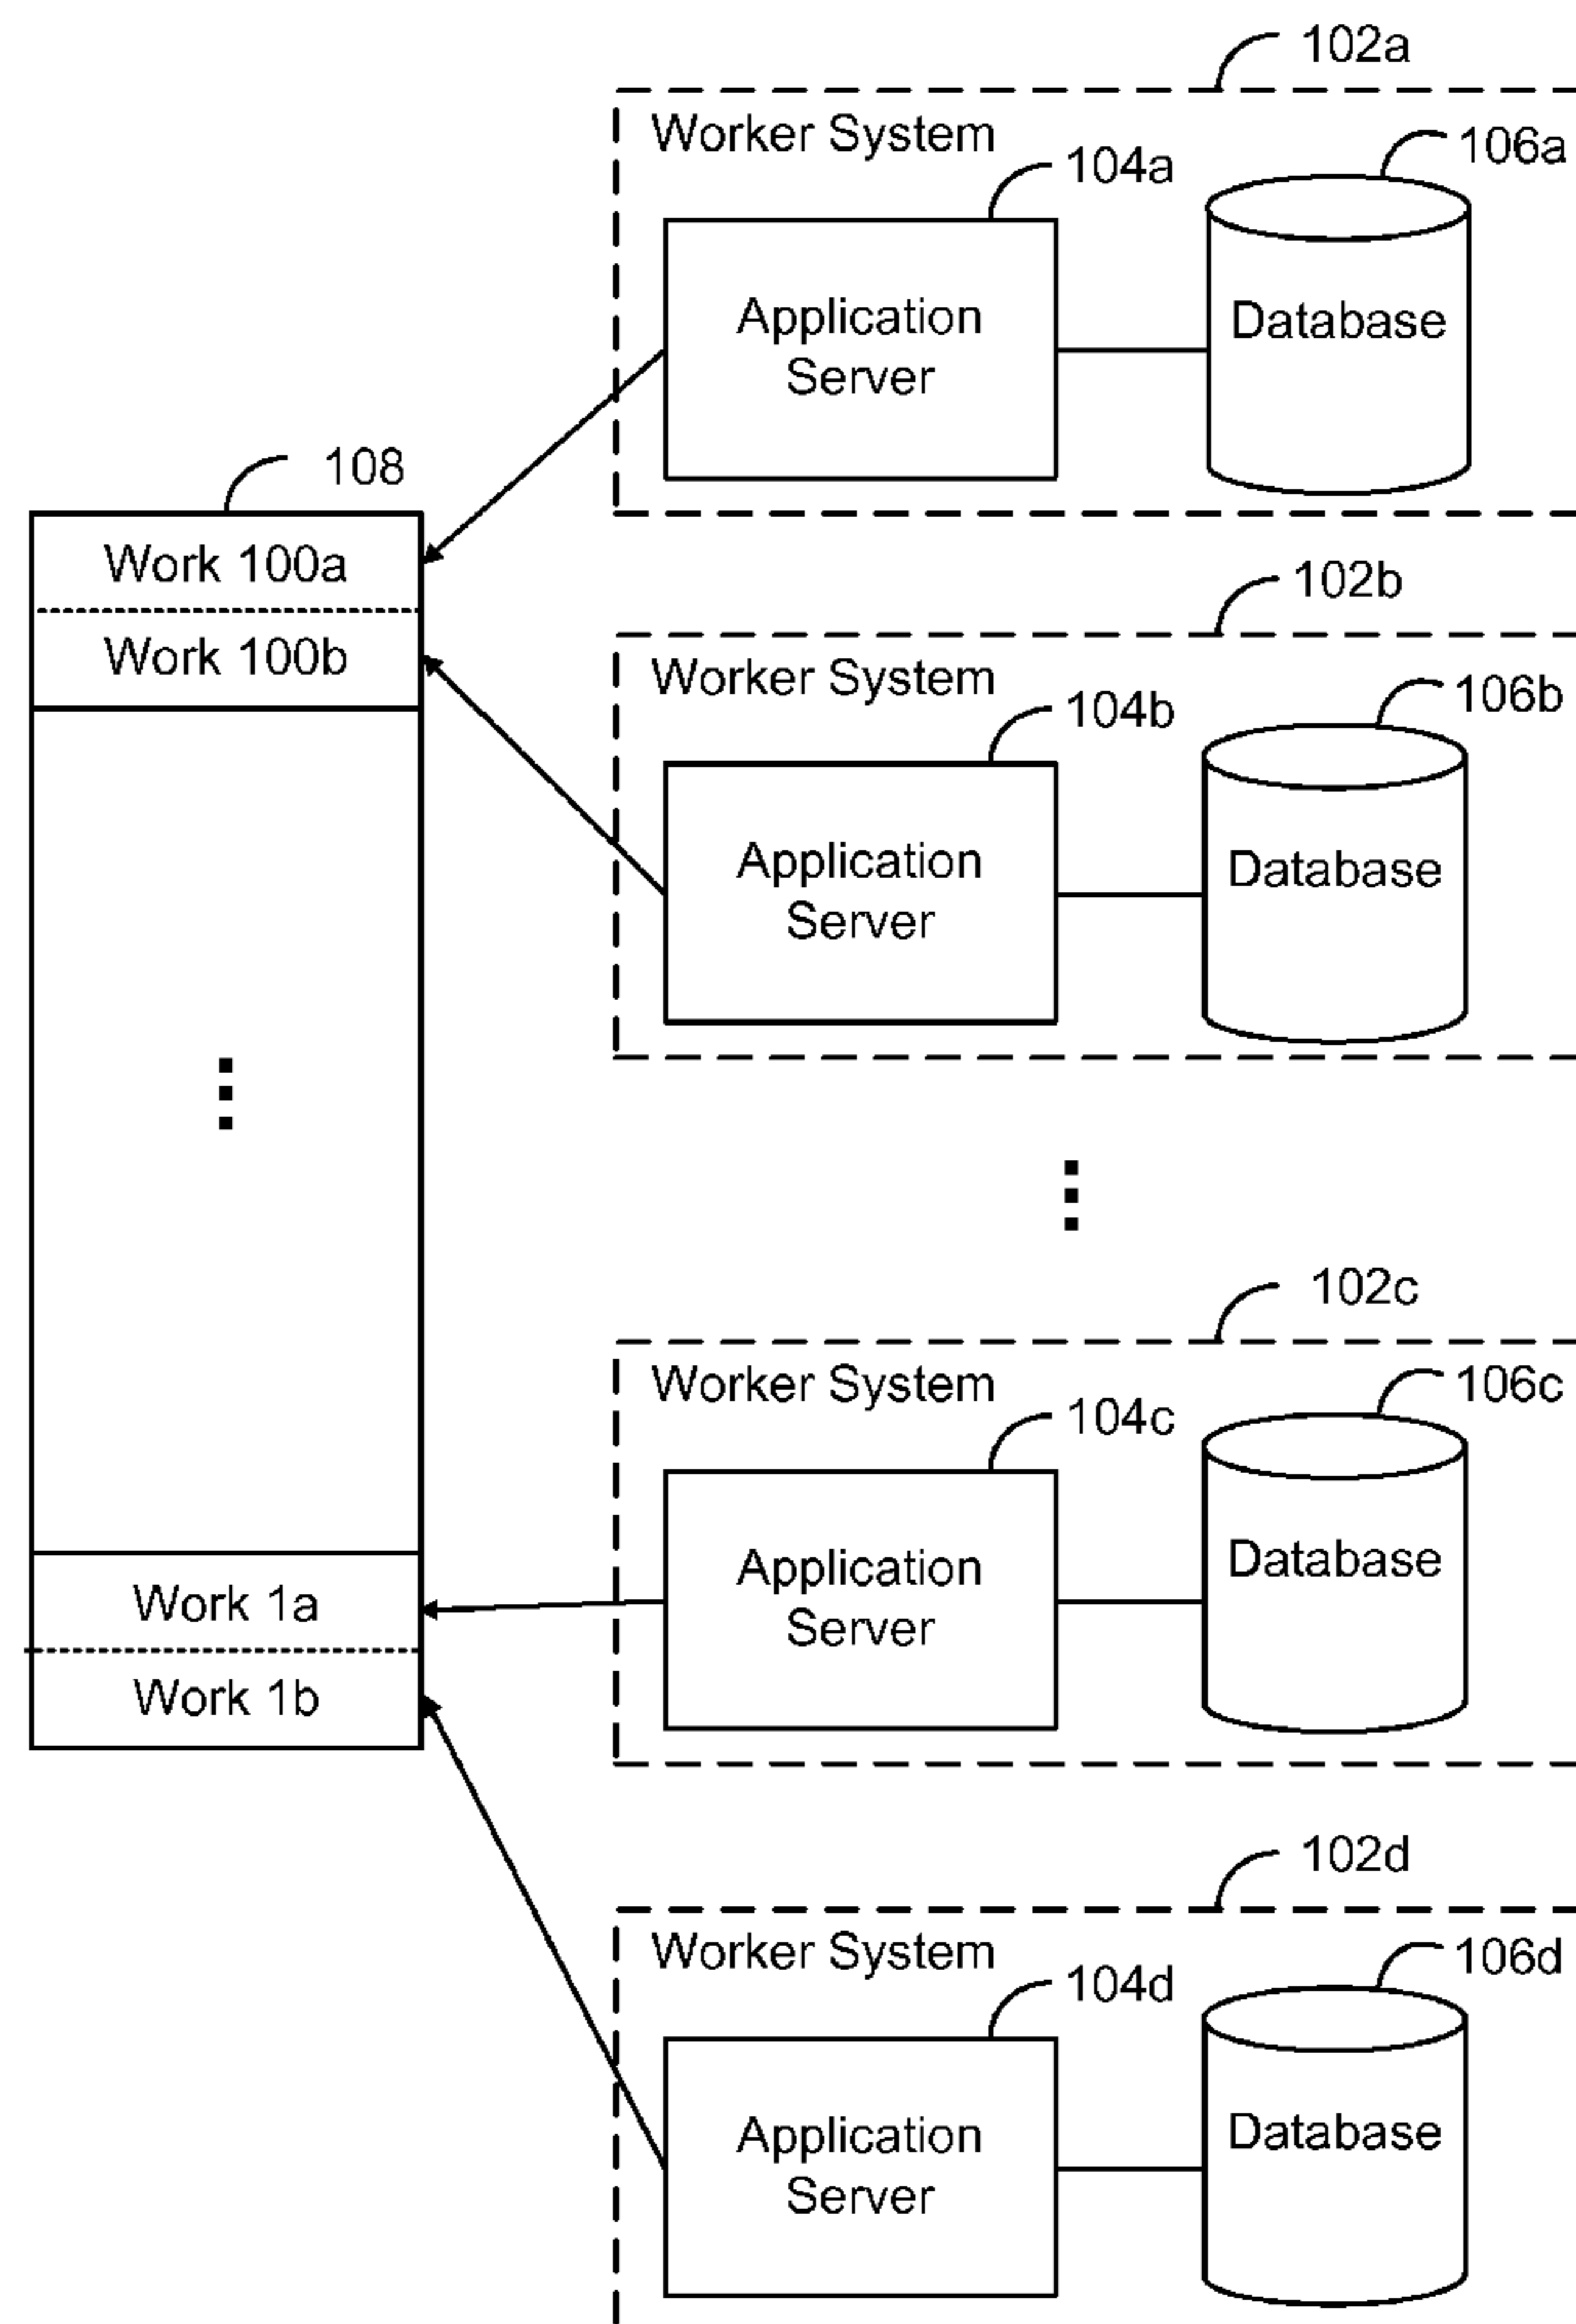 102a
Worker System
106a
104a
Application
Server
Database
108
Work 100a
Work 100b
102b
Worker System
106b
104b
Application
Server
Database
102c
Worker System
106c
104c
Application
Server
Database
Work 1a
Work 1b
102d
Worker System
106d
104d
Application
Server
Database